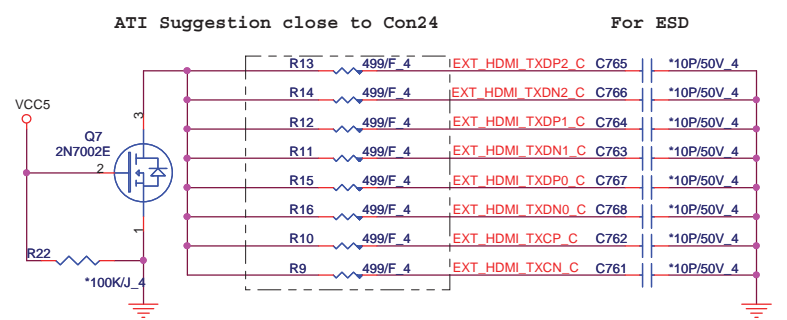 ATI Suggestion close to Con24 For ESD
R13 499/F_4 EXT_HDMI_TXDP2_C C765 *10P/50V_4
R14 499/F_4 EXT_HDMI_TXDN2_C C766 *10P/50V_4
VCC5
3
R12 499/F_4 EXT_HDMI_TXDP1_C C764 *10P/50V_4
Q7
2N7002E
R11 499/F_4 EXT_HDMI_TXDN1_C C763 *10P/50V_4
2
R15 499/F_4 EXT_HDMI_TXDP0_C C767 *10P/50V_4
R16 499/F_4 EXT_HDMI_TXDN0_C C768 *10P/50V_4
1
R10 499/F_4 EXT_HDMI_TXCP_C C762 *10P/50V_4
R22
R9 499/F_4 EXT_HDMI_TXCN_C C761 *10P/50V_4
*100K/J_4